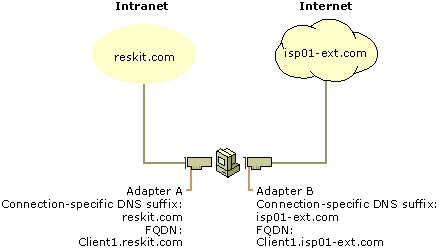 Intranet
Internet
reskit.com
isp01-ext.com
Adapter A
Connection-specific DNS suffix:
reskit.com
FQDN:
Client1.reskit.com
Adapter B
Connection-specific DNS suffix:
isp01-ext.com
FQDN:
Client1.isp01-ext.com